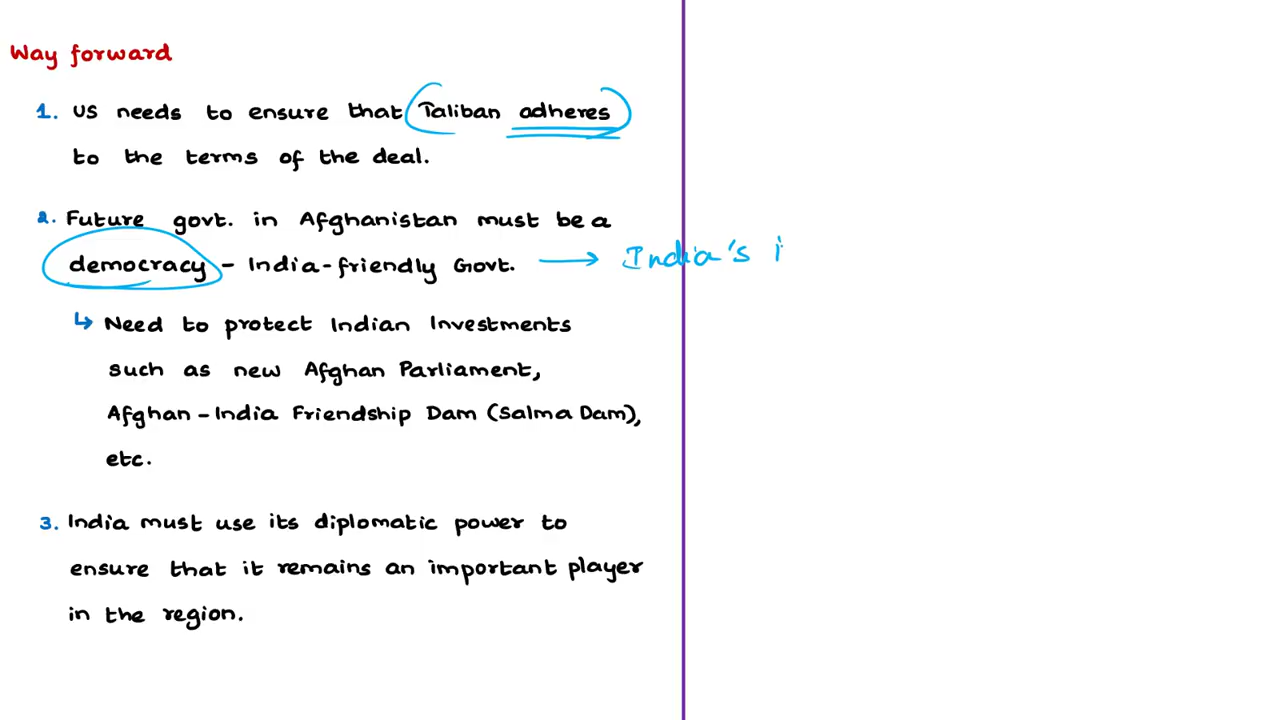 Way forward
1. US needs to ensure that Taliban adheres
to the terms of the deal.
2. Future govt. in Afghanistan must be a
democracy - India-friendly Govt. → India's i
↳ Need to protect Indian Investments
such as new Afghan Parliament,
Afghan-India Friendship Dam (Salma Dam),
etc.
3. India must use its diplomatic power to
ensure that it remains an important player
in the region.